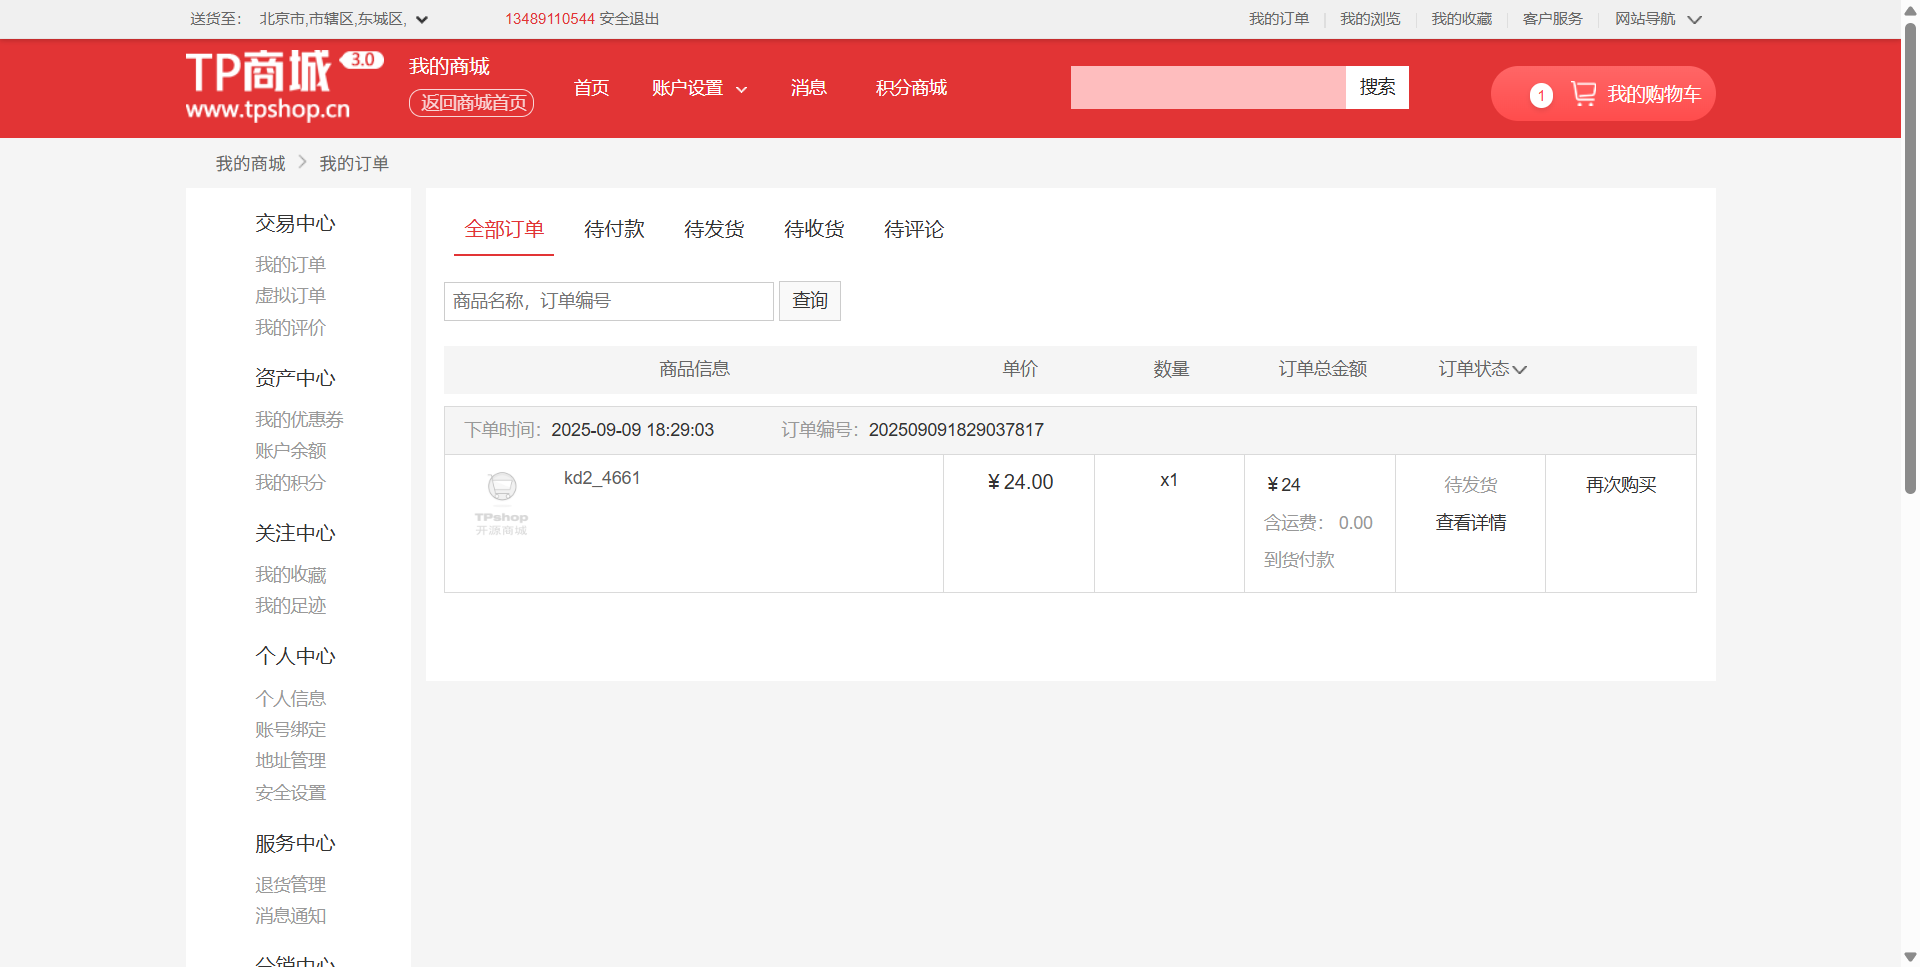 送货至： 北京市,市辖区,东城区, 13489110544 安全退出 我的订单 我的浏览 我的收藏 客户服务 网站导航
TP商城 3.0
www.tpshop.cn
我的商城
返回商城首页
首页 账户设置 消息 积分商城
搜索
1 我的购物车
我的商城 我的订单
交易中心
我的订单
虚拟订单
我的评价
资产中心
我的优惠券
账户余额
我的积分
关注中心
我的收藏
我的足迹
个人中心
个人信息
账号绑定
地址管理
安全设置
服务中心
退货管理
消息通知
分销中心
全部订单 待付款 待发货 待收货 待评论
商品名称，订单编号 查询
商品信息 单价 数量 订单总金额 订单状态
下单时间： 2025-09-09 18:29:03 订单编号： 202509091829037817
TPshop
开源商城
kd2_4661 ¥24.00 x1 ¥24 待发货 再次购买
含运费： 0.00 查看详情
到货付款